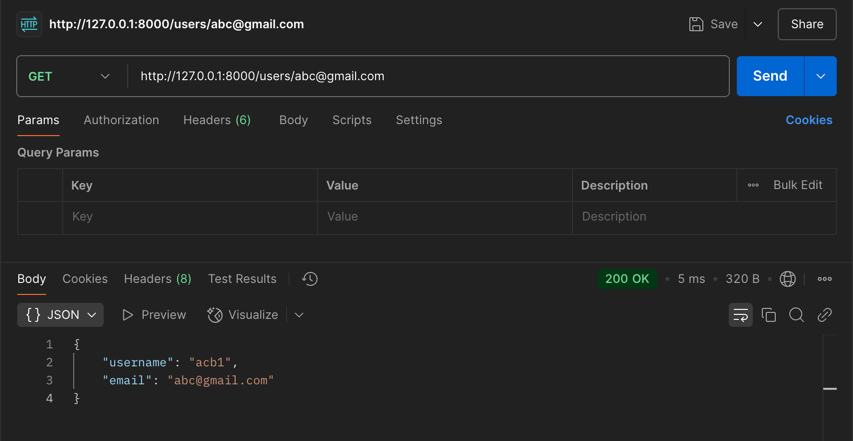 HTTP http://127.0.0.1:8000/users/abc@gmail.com Save Share
GET http://127.0.0.1:8000/users/abc@gmail.com Send
Params Authorization Headers (6) Body Scripts Settings Cookies
Query Params
Key Value Description Bulk Edit
Key Value Description
Body Cookies Headers (8) Test Results 200 OK 5 ms 320 B
{} JSON Preview Visualize
1 {
2 "username": "acb1",
3 "email": "abc@gmail.com"
4 }